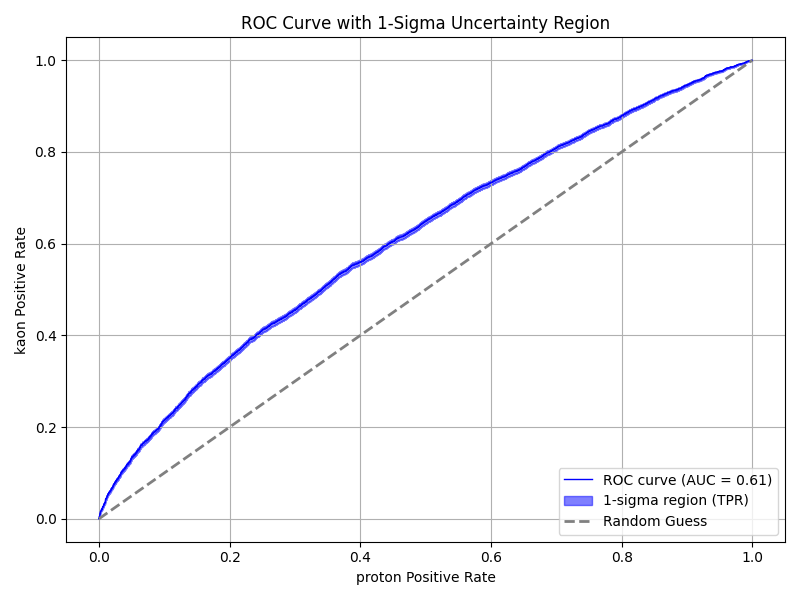 ROC Curve with 1-Sigma Uncertainty Region
kaon Positive Rate
1.0
0.8
0.6
0.4
0.2
0.0
ROC curve (AUC = 0.61)
1-sigma region (TPR)
Random Guess
0.0 0.2 0.4 0.6 0.8 1.0
proton Positive Rate